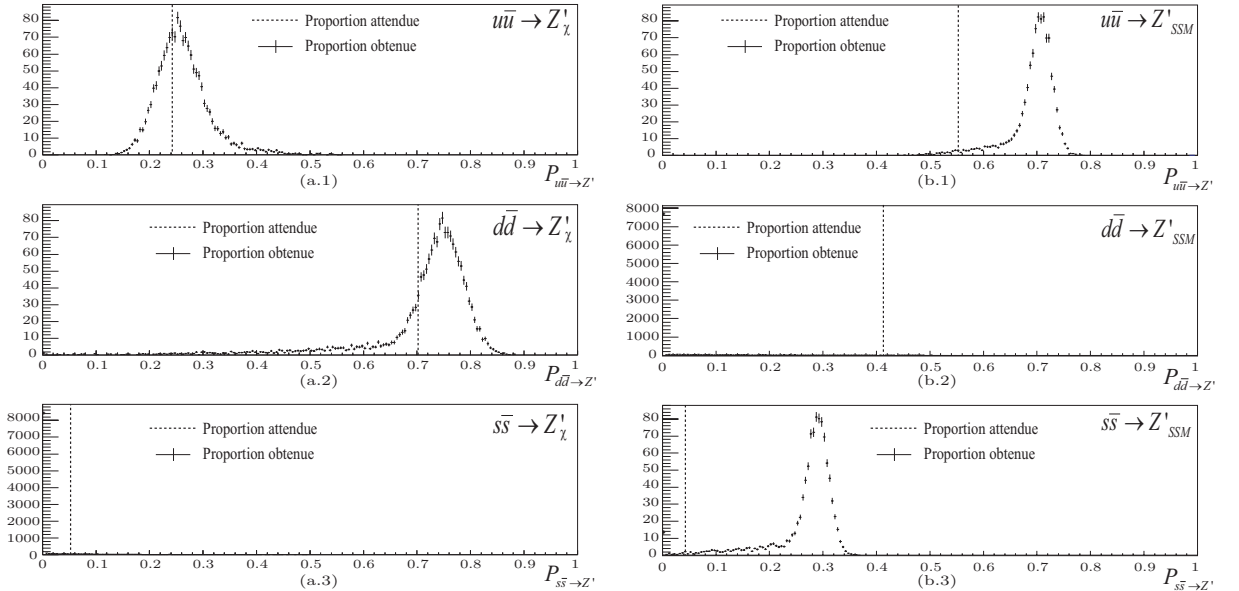 Proportion attendue
Proportion obtenue
uū → Z'χ
80
70
60
50
40
30
20
10
0
0 0.1 0.2 0.3 0.4 0.5 0.6 0.7 0.8 0.9 1
(a.1)
P uū→Z'
Proportion attendue
Proportion obtenue
uū → Z'SSM
80
70
60
50
40
30
20
10
0
0 0.1 0.2 0.3 0.4 0.5 0.6 0.7 0.8 0.9 1
(b.1)
P uū→Z'
Proportion attendue
Proportion obtenue
dd̄ → Z'χ
80
70
60
50
40
30
20
10
0
0 0.1 0.2 0.3 0.4 0.5 0.6 0.7 0.8 0.9 1
(a.2)
P dd̄→Z'
Proportion attendue
Proportion obtenue
dd̄ → Z'SSM
8000
7000
6000
5000
4000
3000
2000
1000
0
0 0.1 0.2 0.3 0.4 0.5 0.6 0.7 0.8 0.9 1
(b.2)
P dd̄→Z'
Proportion attendue
Proportion obtenue
ss̄ → Z'χ
8000
7000
6000
5000
4000
3000
2000
1000
0
0 0.1 0.2 0.3 0.4 0.5 0.6 0.7 0.8 0.9 1
(a.3)
P ss̄→Z'
Proportion attendue
Proportion obtenue
ss̄ → Z'SSM
80
70
60
50
40
30
20
10
0
0 0.1 0.2 0.3 0.4 0.5 0.6 0.7 0.8 0.9 1
(b.3)
P ss̄→Z'